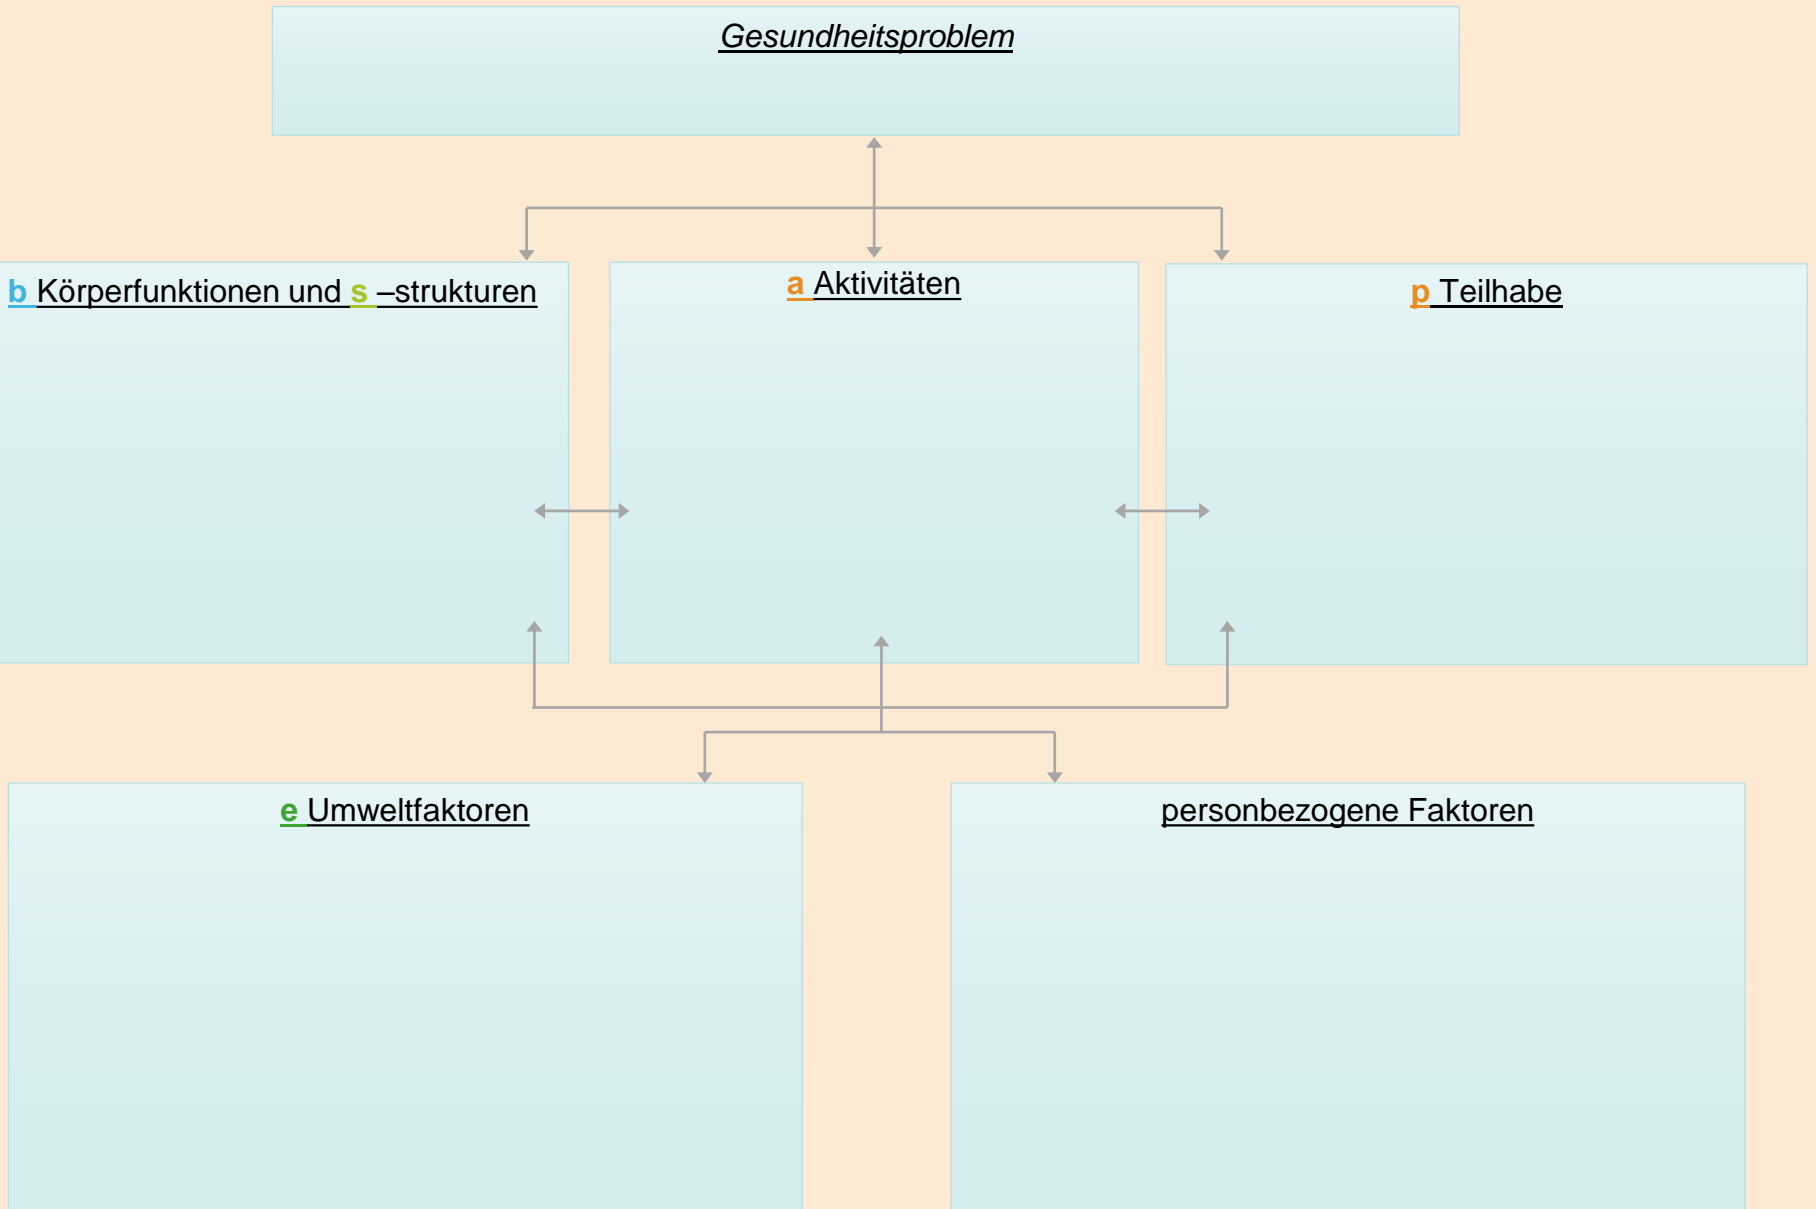 Gesundheitsproblem
b Körperfunktionen und s –strukturen
a Aktivitäten
p Teilhabe
e Umweltfaktoren
personbezogene Faktoren